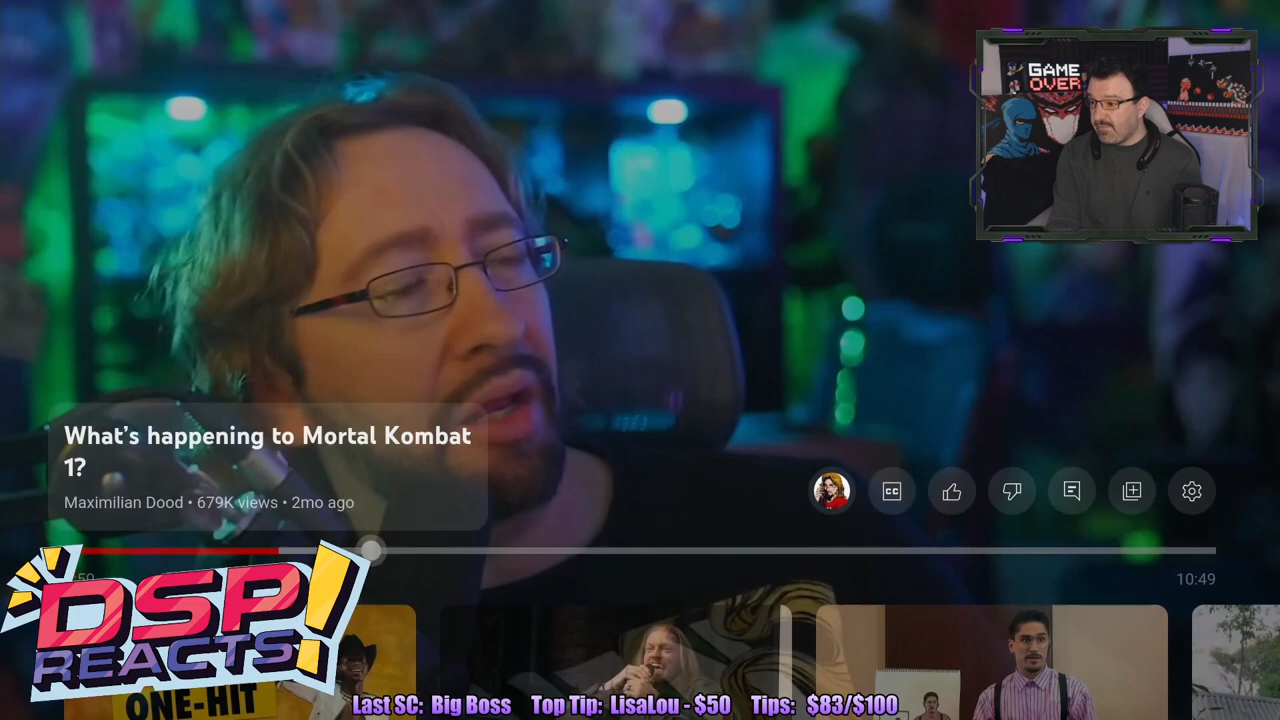 GAME
OVER
What's happening to Mortal Kombat
1?
Maximilian Dood • 679K views • 2mo ago
CC
10:49
DSP
REACTS!
ONE-HIT
Last SC: Big Boss Top Tip: LisaLou - $50 Tips: $83/$100